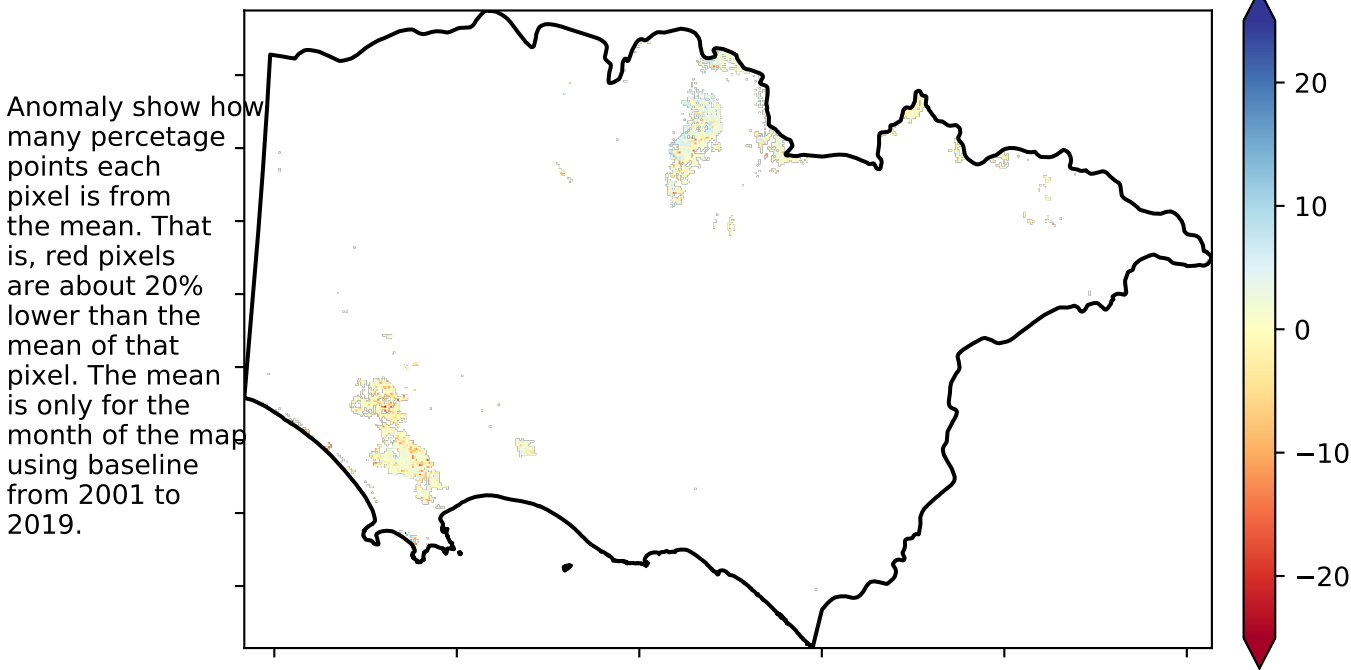 Anomaly show how
many percetage
points each
pixel is from
the mean. That
is, red pixels
are about 20%
lower than the
mean of that
pixel. The mean
is only for the
month of the map
using baseline
from 2001 to
2019.
20
10
0
−10
−20